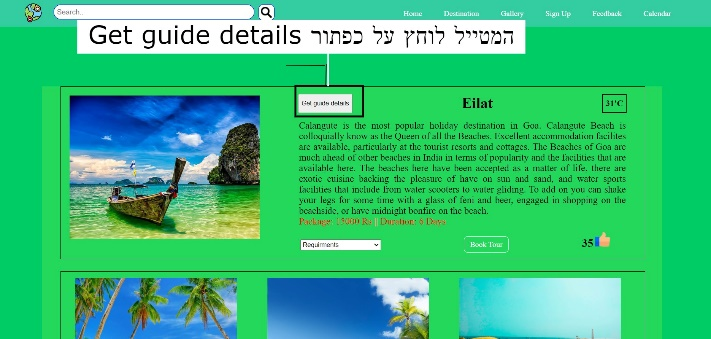 Search...
Home Destination Gallery Sign Up Feedback Calendar
המטייל לוחץ על כפתור Get guide details
Get guide details
Eilat
31°C
Calangute is the most popular holiday destination in Goa. Calangute Beach is
colloquially know as the Queen of all the Beaches. Excellent accommodation facilities
are available, particularly at the tourist resorts and cottages. The Beaches of Goa are
much ahead of other beaches in India in terms of popularity and the facilities that are
available here. The beaches here have been accepted as a matter of life, there are
exotic cuisine backing the pleasure of have on sun and sand, and water sports
facilities that include from water scooters to water gliding. To add on you can shake
your legs for some time with a glass of feni and beer, engaged in shopping on the
beachside, or have midnight bonfire on the beach.
Package: 15000 Rs | Duration: 6 Days
Requirments
Book Tour
35